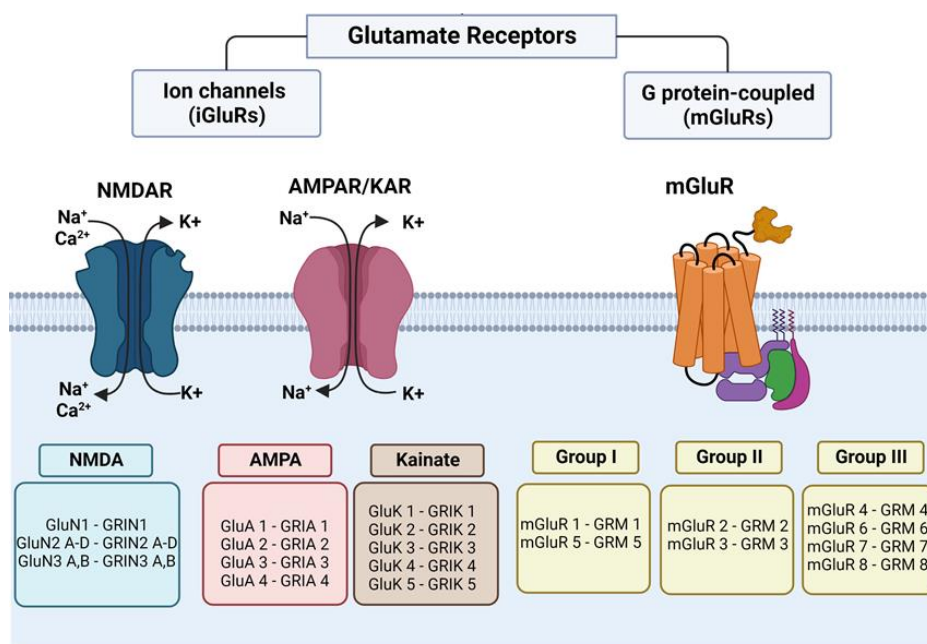 Glutamate Receptors
Ion channels
(iGluRs)
G protein-coupled
(mGluRs)
NMDAR
AMPAR/KAR
mGluR
Na⁺
Ca²⁺
K+
Na⁺
K+
Na⁺
Ca²⁺
K+
Na⁺
K+
NMDA
GluN1 - GRIN1
GluN2 A-D - GRIN2 A-D
GluN3 A,B - GRIN3 A,B
AMPA
GluA 1 - GRIA 1
GluA 2 - GRIA 2
GluA 3 - GRIA 3
GluA 4 - GRIA 4
Kainate
GluK 1 - GRIK 1
GluK 2 - GRIK 2
GluK 3 - GRIK 3
GluK 4 - GRIK 4
GluK 5 - GRIK 5
Group I
mGluR 1 - GRM 1
mGluR 5 - GRM 5
Group II
mGluR 2 - GRM 2
mGluR 3 - GRM 3
Group III
mGluR 4 - GRM 4
mGluR 6 - GRM 6
mGluR 7 - GRM 7
mGluR 8 - GRM 8